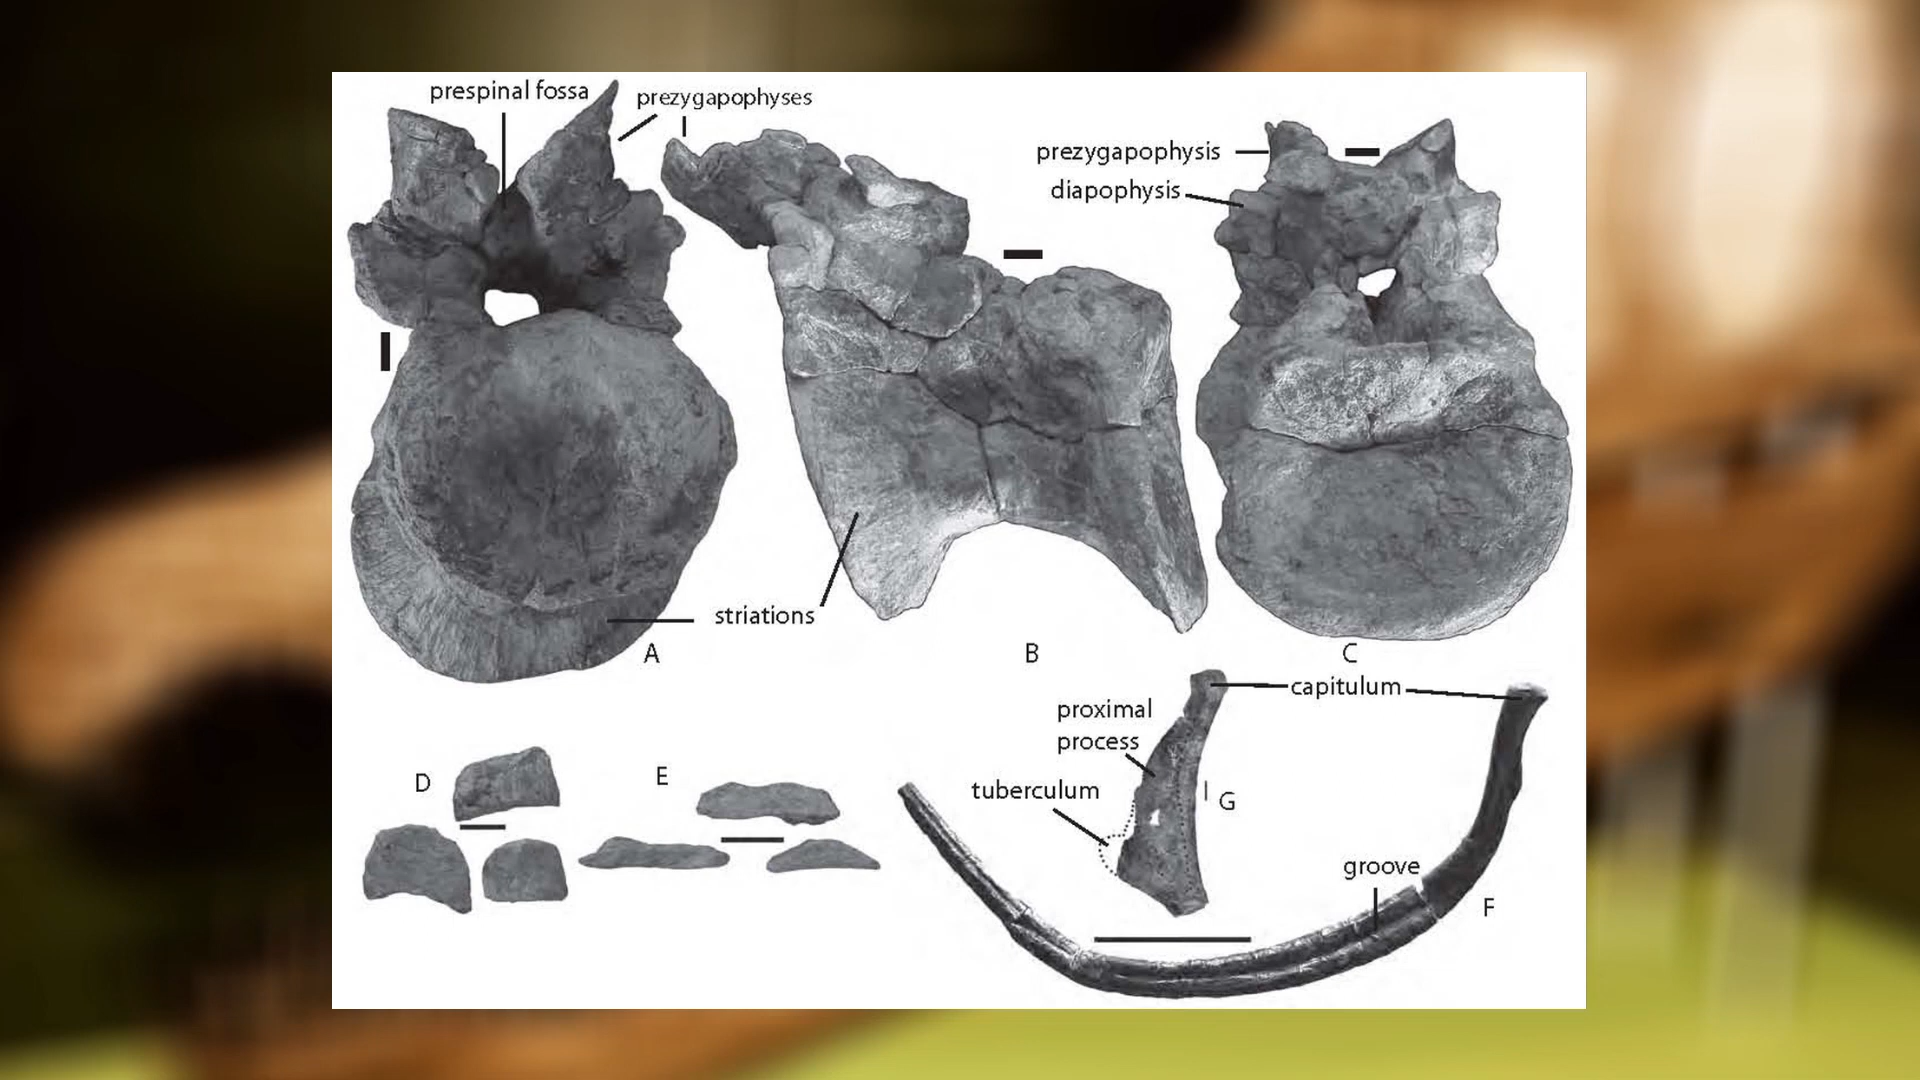 prespinal fossa
prezygapophyses
prezygapophysis
diapophysis
striations
A
B
C
capitulum
proximal
process
D
E
tuberculum
G
groove
F